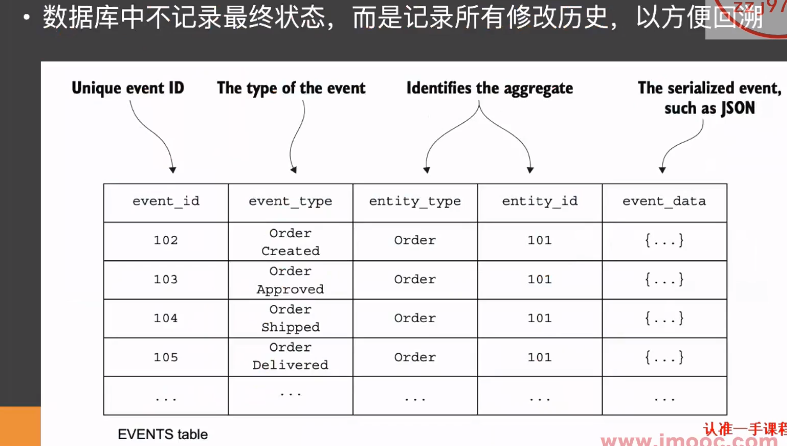 • 数据库中不记录最终状态，而是记录所有修改历史，以方便回溯
Unique event ID
The type of the event
Identifies the aggregate
The serialized event,
such as JSON
event_id event_type entity_type entity_id event_data
102 Order Created Order 101 {...}
103 Order Approved Order 101 {...}
104 Order Shipped Order 101 {...}
105 Order Delivered Order 101 {...}
... ... ... ... ...
EVENTS table
认准一手课程
www.imooc.com